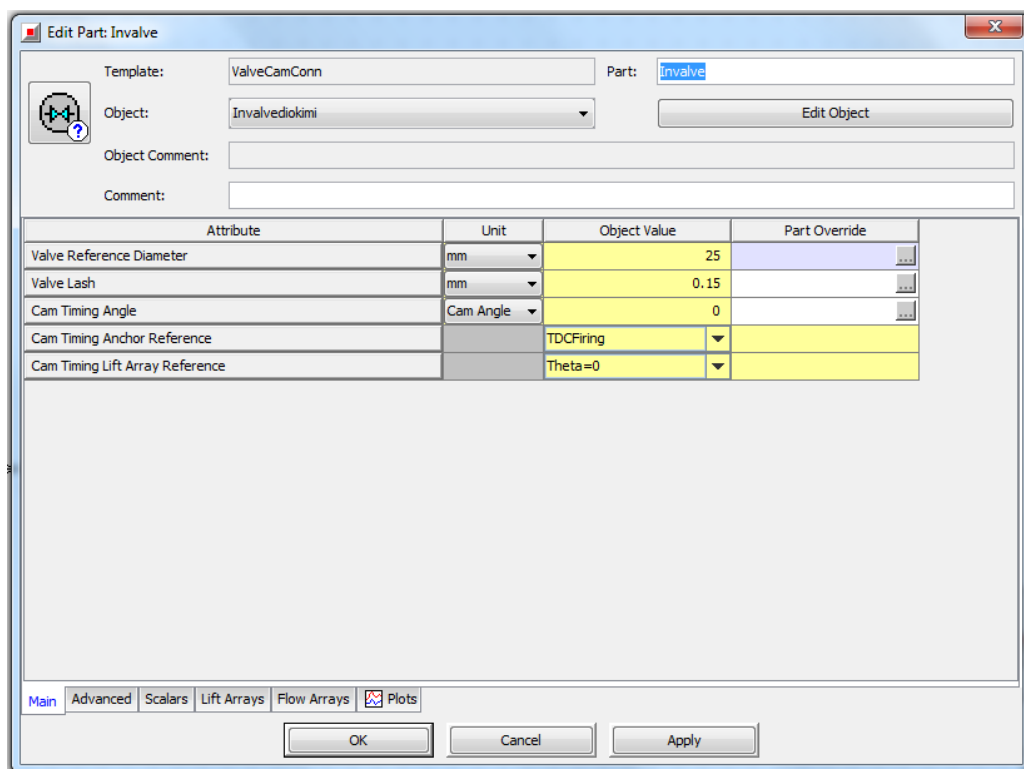 Edit Part: Invalve
Template: ValveCamConn Part: Invalve
Object: Invalvediokimi Edit Object
Object Comment:
Comment:
Attribute Unit Object Value Part Override
Valve Reference Diameter mm 25 ...
Valve Lash mm 0.15 ...
Cam Timing Angle Cam Angle 0 ...
Cam Timing Anchor Reference TDCFiring
Cam Timing Lift Array Reference Theta=0
Main Advanced Scalars Lift Arrays Flow Arrays Plots
OK Cancel Apply